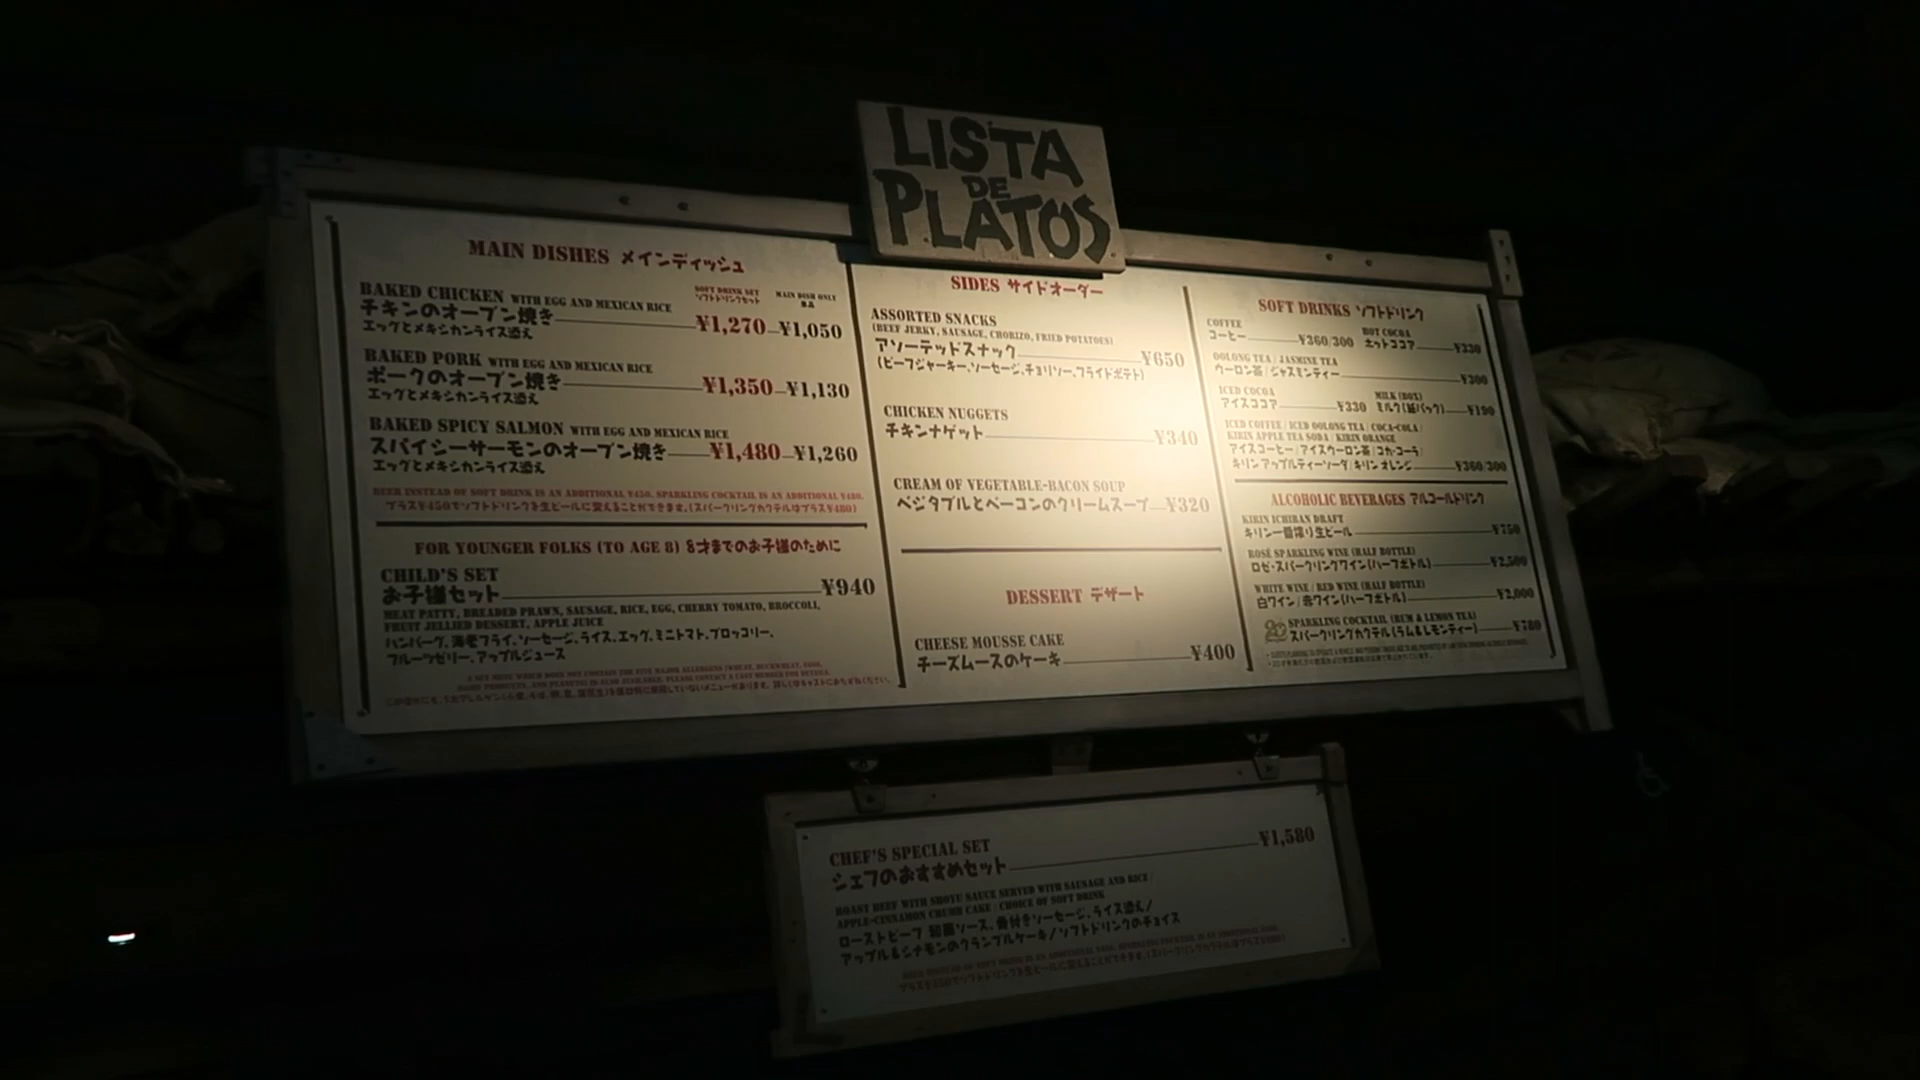 LISTA
DE
PLATOS
MAIN DISHES メインディッシュ
SOFT DRINK SET
ソフトドリンクセット
MAIN DISH ONLY
単品
BAKED CHICKEN WITH EGG AND MEXICAN RICE
チキンのオーブン焼き ¥1,270 ¥1,050
エッグとメキシカンライス添え
BAKED PORK WITH EGG AND MEXICAN RICE
ポークのオーブン焼き ¥1,350 ¥1,130
エッグとメキシカンライス添え
BAKED SPICY SALMON WITH EGG AND MEXICAN RICE
スパイシーサーモンのオーブン焼き ¥1,480 ¥1,260
エッグとメキシカンライス添え
BEER INSTEAD OF SOFT DRINK IS AN ADDITIONAL ¥450, SPARKLING COCKTAIL IS AN ADDITIONAL ¥480.
プラス¥450でソフトドリンクを生ビールに変えることができます。(スパークリングカクテルはプラス¥480)
FOR YOUNGER FOLKS (TO AGE 8) 8才までのお子様のために
CHILD'S SET
お子様セット ¥940
MEAT PATTY, BREADED PRAWN, SAUSAGE, RICE, EGG, CHERRY TOMATO, BROCCOLI,
FRUIT JELLIED DESSERT, APPLE JUICE
ハンバーグ、海老フライ、ソーセージ、ライス、エッグ、ミニトマト、ブロッコリー、
フルーツゼリー、アップルジュース
A SET MENU WHICH DOES NOT CONTAIN THE FIVE MAJOR ALLERGENS (WHEAT, BUCKWHEAT, EGGS,
DAIRY PRODUCTS, AND PEANUTS) IS ALSO AVAILABLE. PLEASE CONTACT A CAST MEMBER FOR DETAILS.
SIDES サイドオーダー
ASSORTED SNACKS
(BEEF JERKY, SAUSAGE, CHORIZO, FRIED POTATOES)
アソーテッドスナック ¥650
(ビーフジャーキー、ソーセージ、チョリソー、フライドポテト)
CHICKEN NUGGETS
チキンナゲット ¥340
CREAM OF VEGETABLE-BACON SOUP
ベジタブルとベーコンのクリームスープ ¥320
DESSERT デザート
CHEESE MOUSSE CAKE
チーズムースのケーキ ¥400
SOFT DRINKS ソフトドリンク
COFFEE HOT COCOA
コーヒー ¥360/300 ホットココア ¥330
OOLONG TEA / JASMINE TEA
ウーロン茶/ジャスミンティー ¥300
ICED COCOA MILK (BOX)
アイスココア ¥330 ミルク(紙パック) ¥190
ICED COFFEE / ICED OOLONG TEA / COCA-COLA /
KIRIN APPLE TEA SODA / KIRIN ORANGE
アイスコーヒー/アイスウーロン茶/コカ・コーラ/
キリン アップルティーソーダ/キリン オレンジ ¥360/300
ALCOHOLIC BEVERAGES アルコールドリンク
KIRIN ICHIBAN DRAFT
キリン一番搾り生ビール ¥750
ROSÉ SPARKLING WINE (HALF BOTTLE)
ロゼ・スパークリングワイン(ハーフボトル) ¥2,500
WHITE WINE / RED WINE (HALF BOTTLE)
白ワイン/赤ワイン(ハーフボトル) ¥2,000
SPARKLING COCKTAIL (RUM & LEMON TEA)
スパークリングカクテル(ラム&レモンティー) ¥780
CHEF'S SPECIAL SET ¥1,580
シェフのおすすめセット
ROAST BEEF WITH SHOYU SAUCE SERVED WITH SAUSAGE AND RICE /
APPLE-CINNAMON CRUMB CAKE / CHOICE OF SOFT DRINK
ローストビーフ 和風ソース、骨付きソーセージ、ライス添え/
アップル&シナモンのクランブルケーキ/ソフトドリンクのチョイス